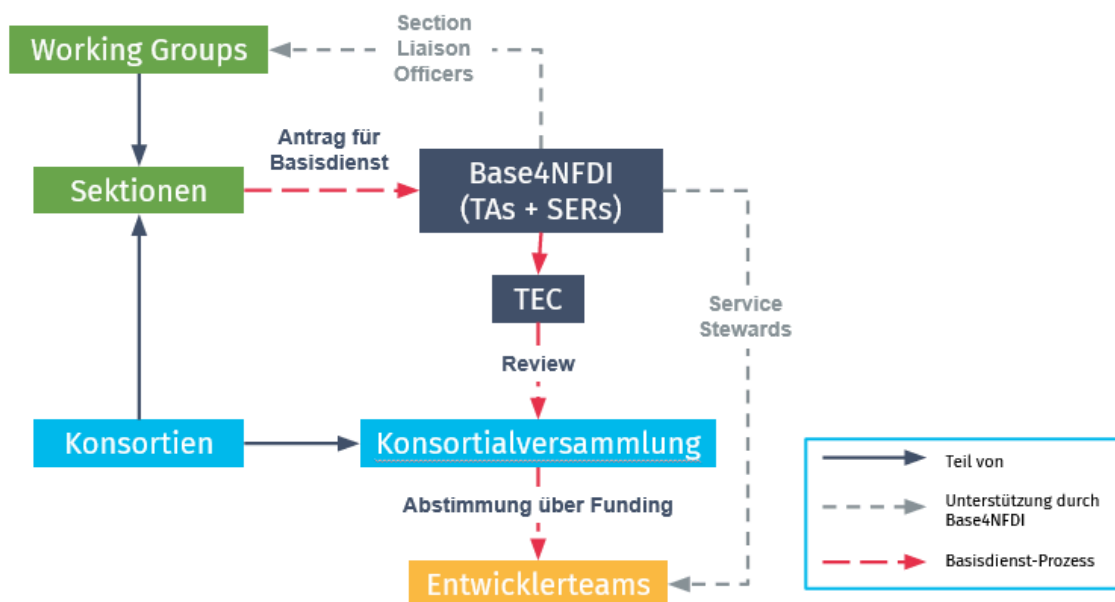 Working Groups
Section
Liaison
Officers
Antrag für
Basisdienst
Sektionen
Base4NFDI
(TAs + SERs)
TEC
Service
Stewards
Review
Konsortien
Konsortialversammlung
Abstimmung über Funding
Entwicklerteams
Teil von
Unterstützung durch
Base4NFDI
Basisdienst-Prozess